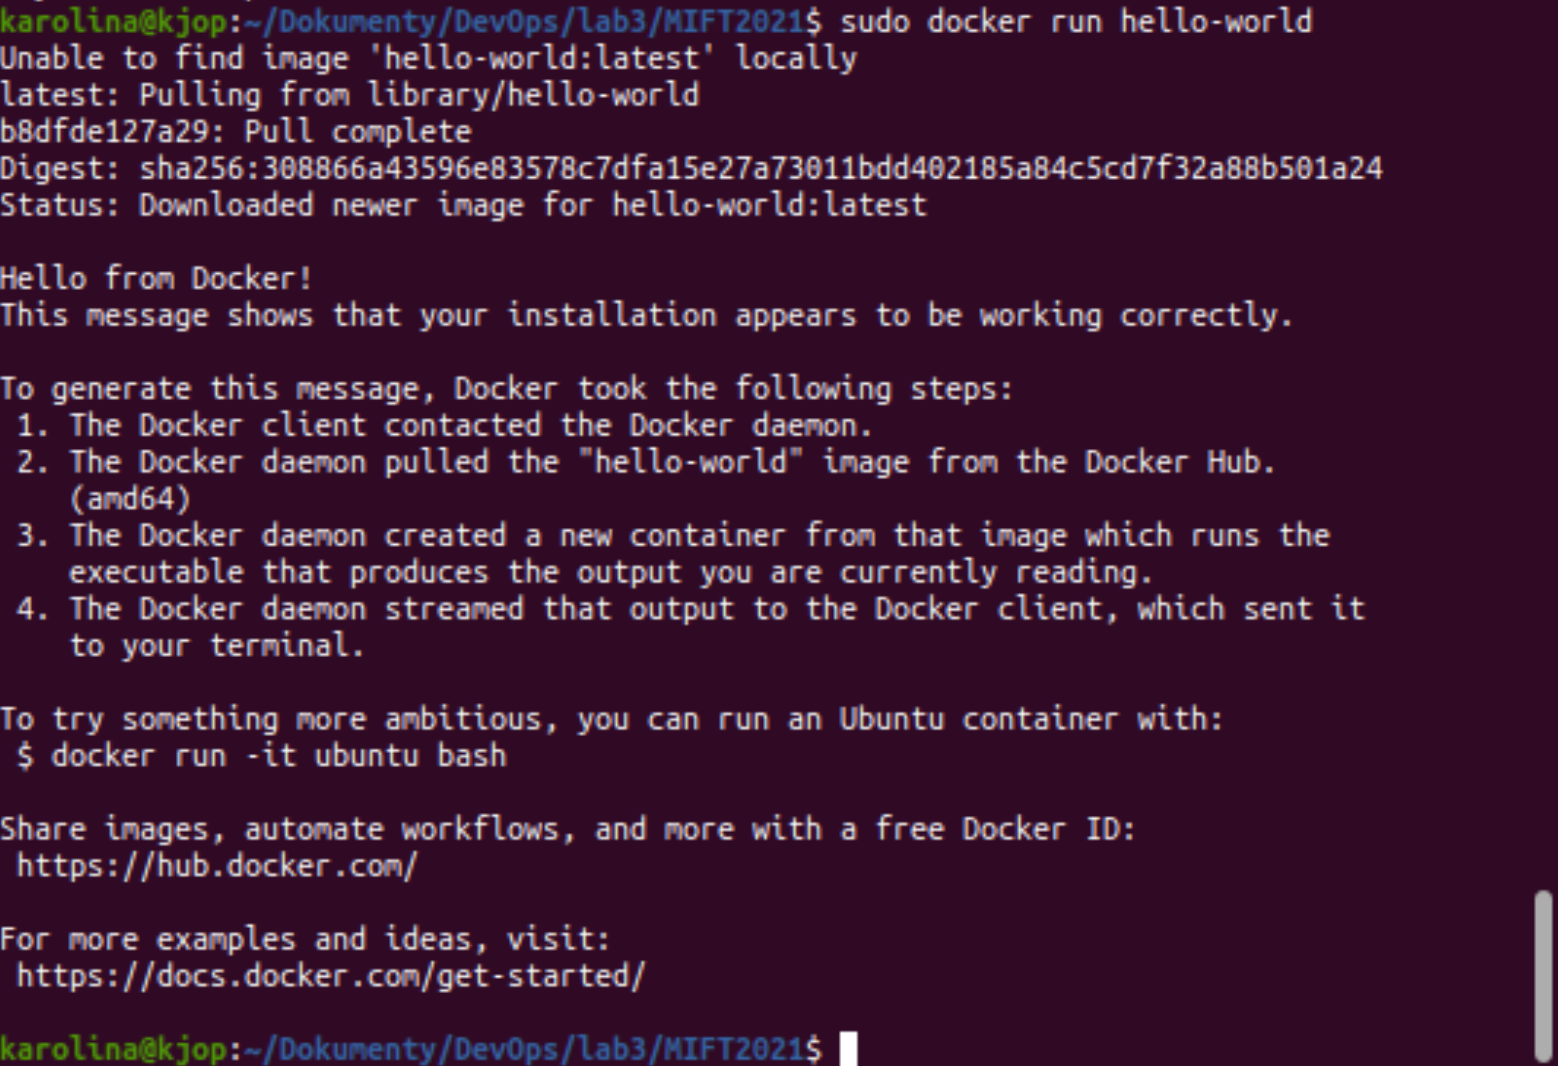 karolina@kjop:~/Dokumenty/DevOps/lab3/MIFT2021$ sudo docker run hello-world
Unable to find image 'hello-world:latest' locally
latest: Pulling from library/hello-world
b8dfde127a29: Pull complete
Digest: sha256:308866a43596e83578c7dfa15e27a73011bdd402185a84c5cd7f32a88b501a24
Status: Downloaded newer image for hello-world:latest

Hello from Docker!
This message shows that your installation appears to be working correctly.

To generate this message, Docker took the following steps:
 1. The Docker client contacted the Docker daemon.
 2. The Docker daemon pulled the "hello-world" image from the Docker Hub.
    (amd64)
 3. The Docker daemon created a new container from that image which runs the
    executable that produces the output you are currently reading.
 4. The Docker daemon streamed that output to the Docker client, which sent it
    to your terminal.

To try something more ambitious, you can run an Ubuntu container with:
 $ docker run -it ubuntu bash

Share images, automate workflows, and more with a free Docker ID:
 https://hub.docker.com/

For more examples and ideas, visit:
 https://docs.docker.com/get-started/

karolina@kjop:~/Dokumenty/DevOps/lab3/MIFT2021$